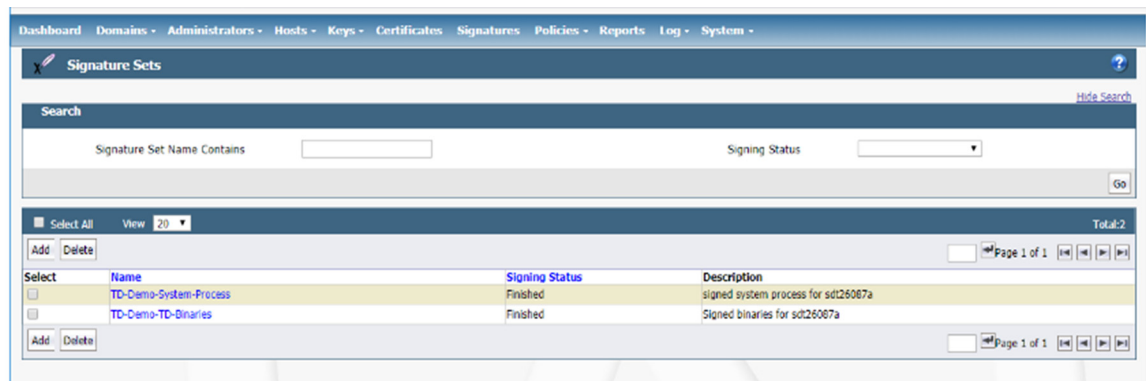 Dashboard Domains Administrators Hosts Keys Certificates Signatures Policies Reports Log System
Signature Sets
?
Hide Search
Search
Signature Set Name Contains Signing Status
Go
Select All View 20 Total:2
Add Delete Page 1 of 1
Select Name Signing Status Description
TD-Demo-System-Process Finished signed system process for sdt26087a
TD-Demo-TD-Binaries Finished Signed binaries for sdt26087a
Add Delete Page 1 of 1